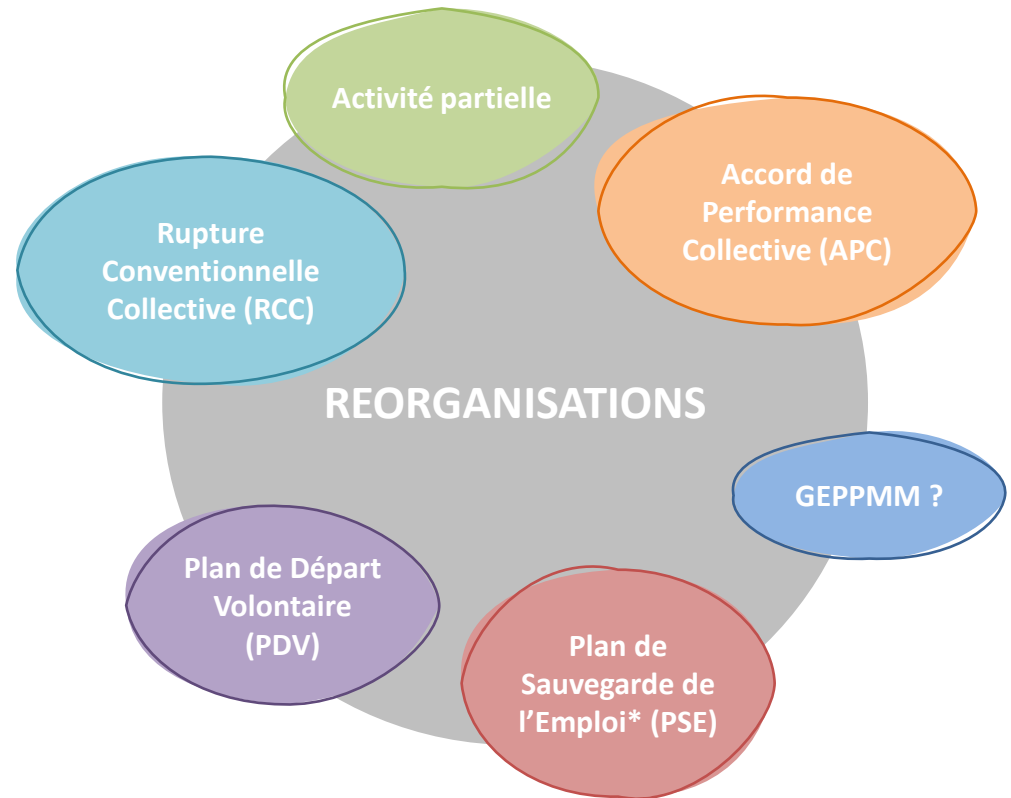 Activité partielle
Accord de
Performance
Collective (APC)
Rupture
Conventionnelle
Collective (RCC)
REORGANISATIONS
GEPPMM ?
Plan de Départ
Volontaire
(PDV)
Plan de
Sauvegarde de
l’Emploi* (PSE)